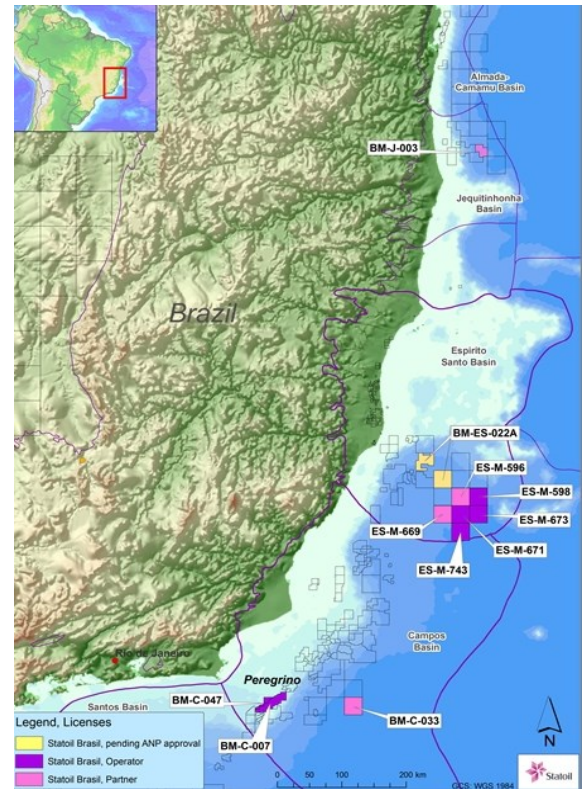 Almada-
Camamu Basin
BM-J-003
Jequitinhonha
Basin
Brazil
Espirito
Santo Basin
BM-ES-022A
ES-M-596
ES-M-598
ES-M-673
ES-M-669
ES-M-671
ES-M-743
Campos
Basin
Rio de Janeiro
Peregrino
Santos Basin
BM-C-047
BM-C-033
BM-C-007
Legend, Licenses
Statoil Brasil, pending ANP approval
Statoil Brasil, Operator
Statoil Brasil, Partner
0 50 100 200 km
N
GCS: WGS 1984
Statoil